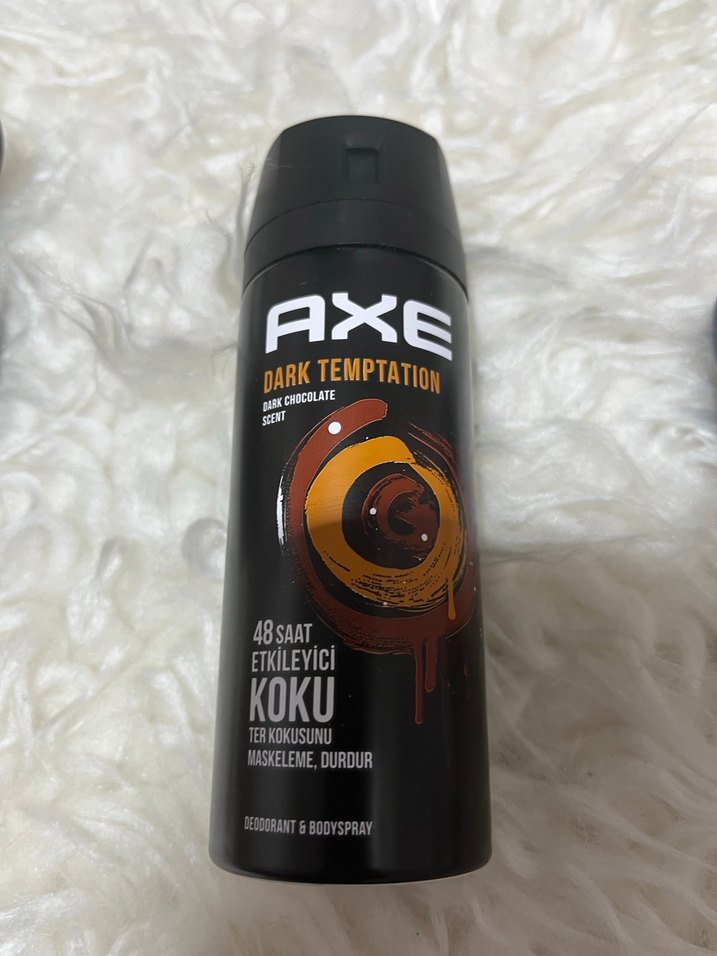 AXE
DARK TEMPTATION
DARK CHOCOLATE
SCENT
48 SAAT
ETKİLEYİCİ
KOKU
TER KOKUSUNU
MASKELEME, DURDUR
DEODORANT & BODYSPRAY